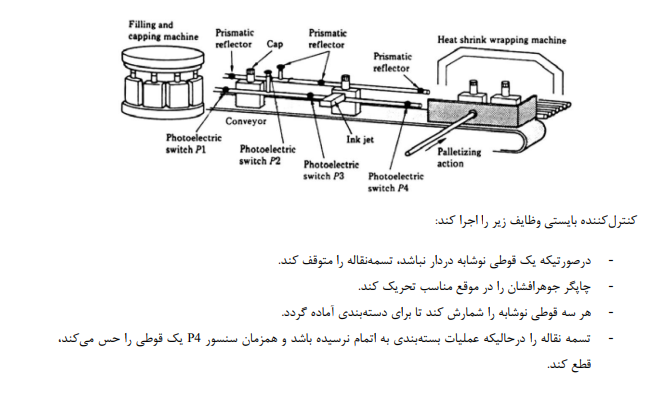 Filling and
capping machine
Prismatic
reflector
Cap
Prismatic
reflector
Prismatic
reflector
Heat shrink wrapping machine
Conveyor
Ink jet
Photoelectric
switch P1
Photoelectric
switch P2
Photoelectric
switch P3
Photoelectric
switch P4
Palletizing
action
کنترل‌کننده بایستی وظایف زیر را اجرا کند:
- درصورتیکه یک قوطی نوشابه دردار نباشد، تسمه‌نقاله را متوقف کند.
- چاپگر جوهرافشان را در موقع مناسب تحریک کند.
- هر سه قوطی نوشابه را شمارش کند تا برای دسته‌بندی آماده گردد.
- تسمه نقاله را درحالیکه عملیات بسته‌بندی به اتمام نرسیده باشد و همزمان سنسور P4 یک قوطی را حس می‌کند،
قطع کند.